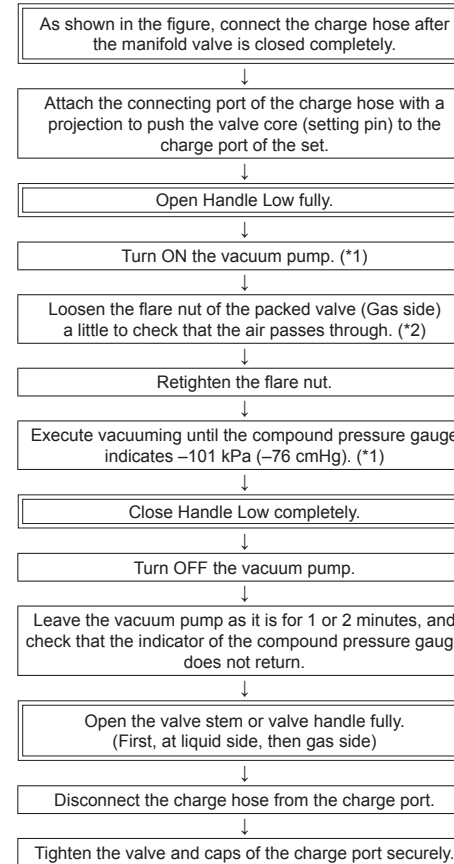 As shown in the figure, connect the charge hose after
the manifold valve is closed completely.
↓
Attach the connecting port of the charge hose with a
projection to push the valve core (setting pin) to the
charge port of the set.
↓
Open Handle Low fully.
↓
Turn ON the vacuum pump. (*1)
↓
Loosen the flare nut of the packed valve (Gas side)
a little to check that the air passes through. (*2)
↓
Retighten the flare nut.
↓
Execute vacuuming until the compound pressure gauge
indicates –101 kPa (–76 cmHg). (*1)
↓
Close Handle Low completely.
↓
Turn OFF the vacuum pump.
↓
Leave the vacuum pump as it is for 1 or 2 minutes, and
check that the indicator of the compound pressure gaug
does not return.
↓
Open the valve stem or valve handle fully.
(First, at liquid side, then gas side)
↓
Disconnect the charge hose from the charge port.
↓
Tighten the valve and caps of the charge port securely.